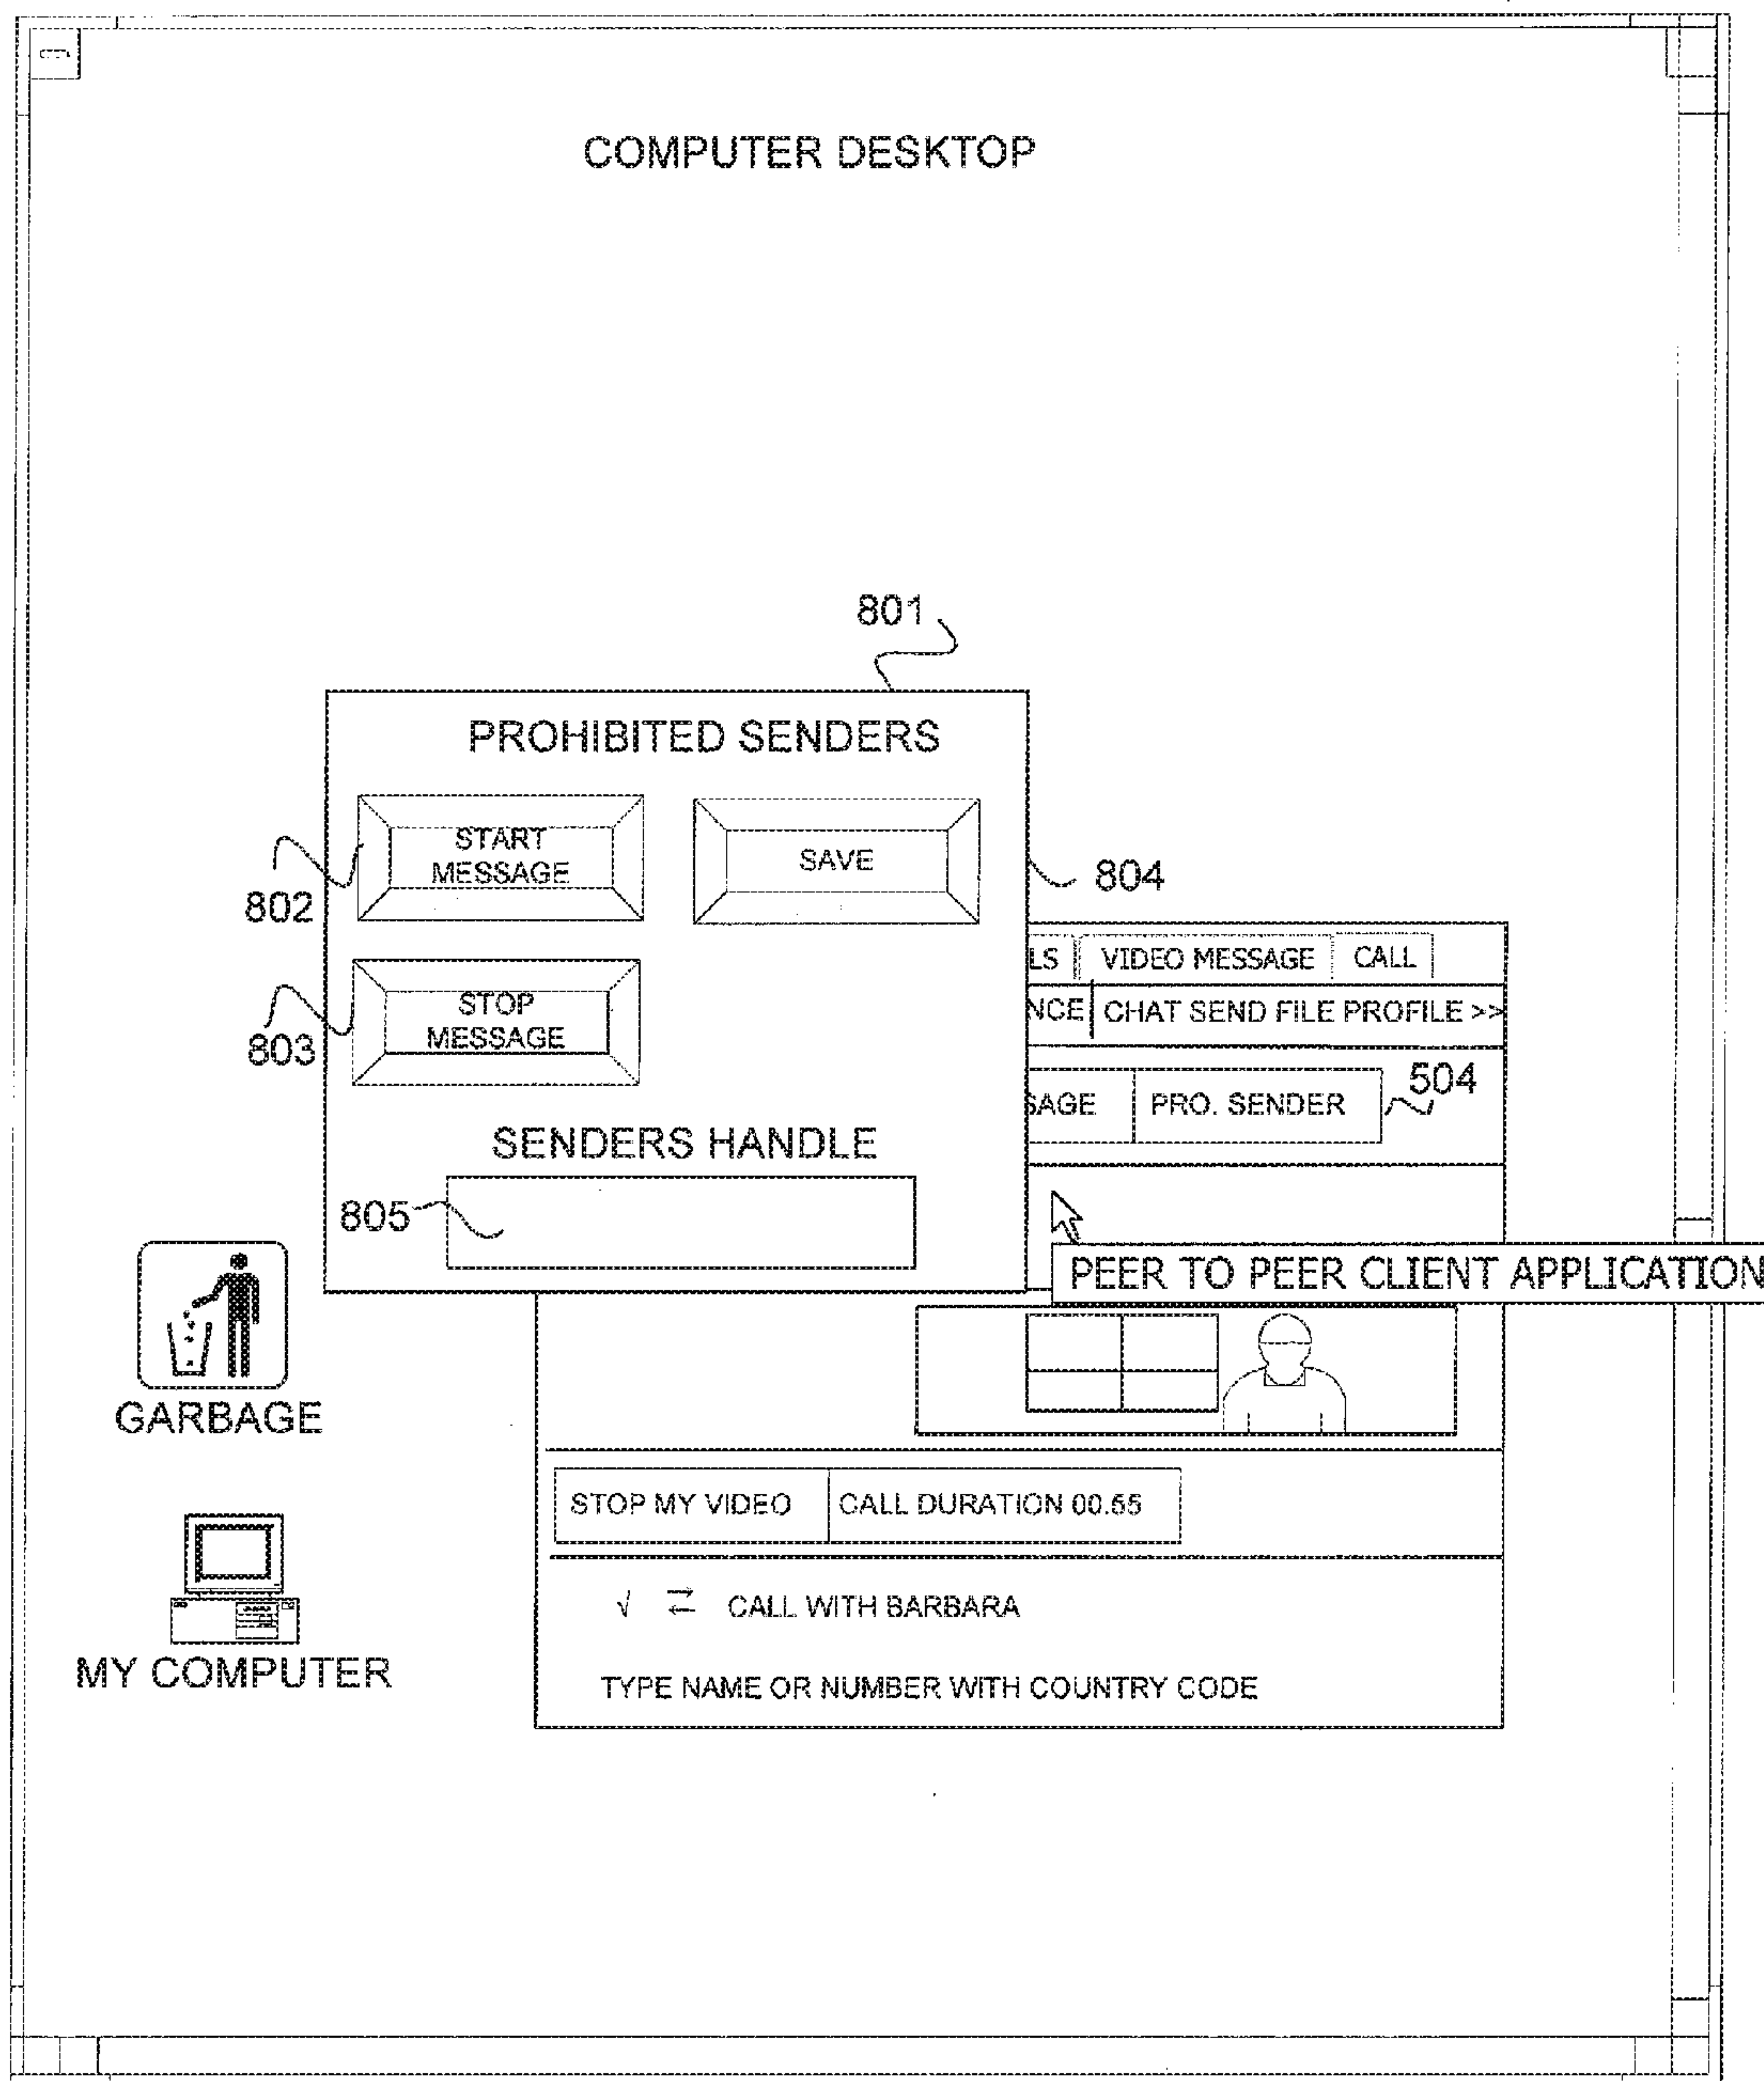 COMPUTER DESKTOP
801
PROHIBITED SENDERS
START
MESSAGE
SAVE
802
804
STOP
MESSAGE
803
LS VIDEO MESSAGE CALL
NCE CHAT SEND FILE PROFILE >>
504
SAGE PRO. SENDER
SENDERS HANDLE
805
PEER TO PEER CLIENT APPLICATION
GARBAGE
STOP MY VIDEO CALL DURATION 00.55
√ ⇄ CALL WITH BARBARA
MY COMPUTER
TYPE NAME OR NUMBER WITH COUNTRY CODE